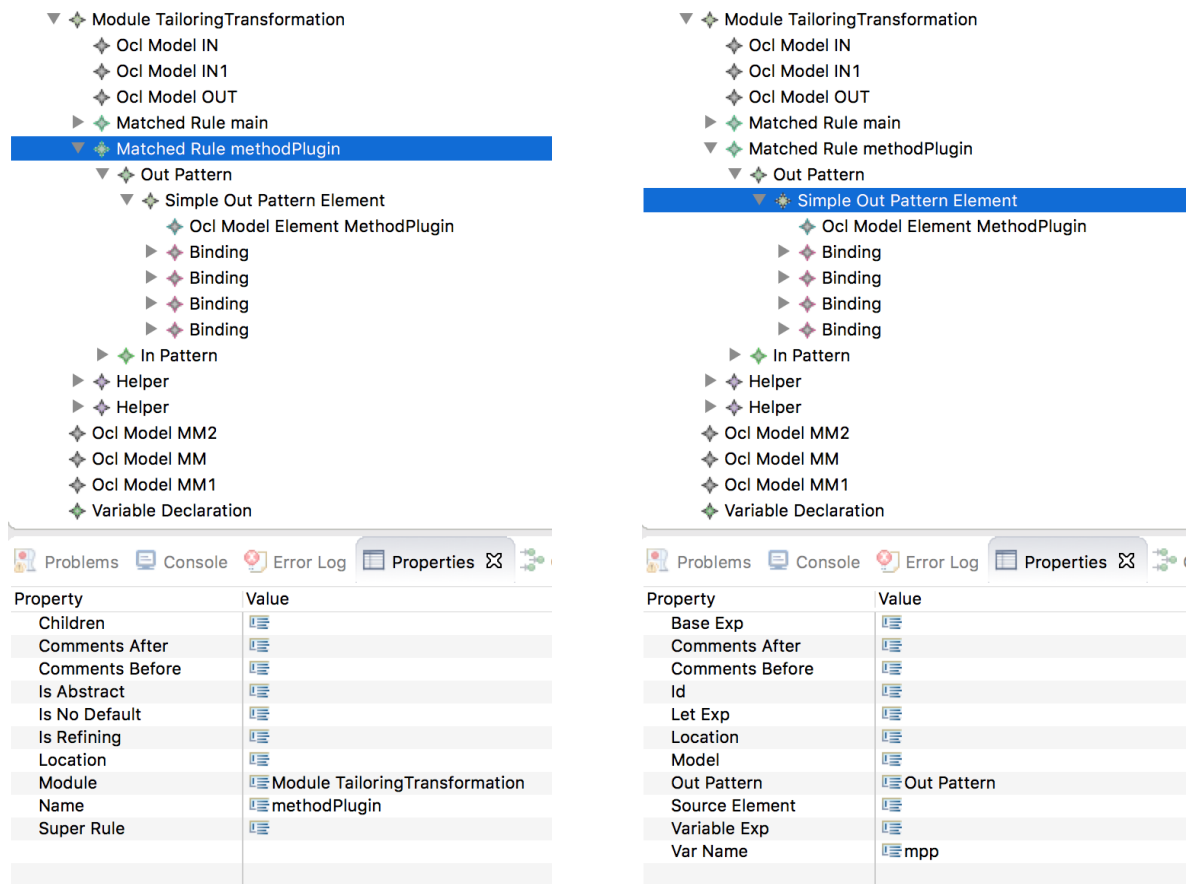 Module TailoringTransformation
Ocl Model IN
Ocl Model IN1
Ocl Model OUT
Matched Rule main
Matched Rule methodPlugin
Out Pattern
Simple Out Pattern Element
Ocl Model Element MethodPlugin
Binding
Binding
Binding
Binding
In Pattern
Helper
Helper
Ocl Model MM2
Ocl Model MM
Ocl Model MM1
Variable Declaration
Problems Console Error Log Properties
Property Value
Children
Comments After
Comments Before
Is Abstract
Is No Default
Is Refining
Location
Module Module TailoringTransformation
Name methodPlugin
Super Rule
Module TailoringTransformation
Ocl Model IN
Ocl Model IN1
Ocl Model OUT
Matched Rule main
Matched Rule methodPlugin
Out Pattern
Simple Out Pattern Element
Ocl Model Element MethodPlugin
Binding
Binding
Binding
Binding
In Pattern
Helper
Helper
Ocl Model MM2
Ocl Model MM
Ocl Model MM1
Variable Declaration
Problems Console Error Log Properties
Property Value
Base Exp
Comments After
Comments Before
Id
Let Exp
Location
Model
Out Pattern Out Pattern
Source Element
Variable Exp
Var Name mpp